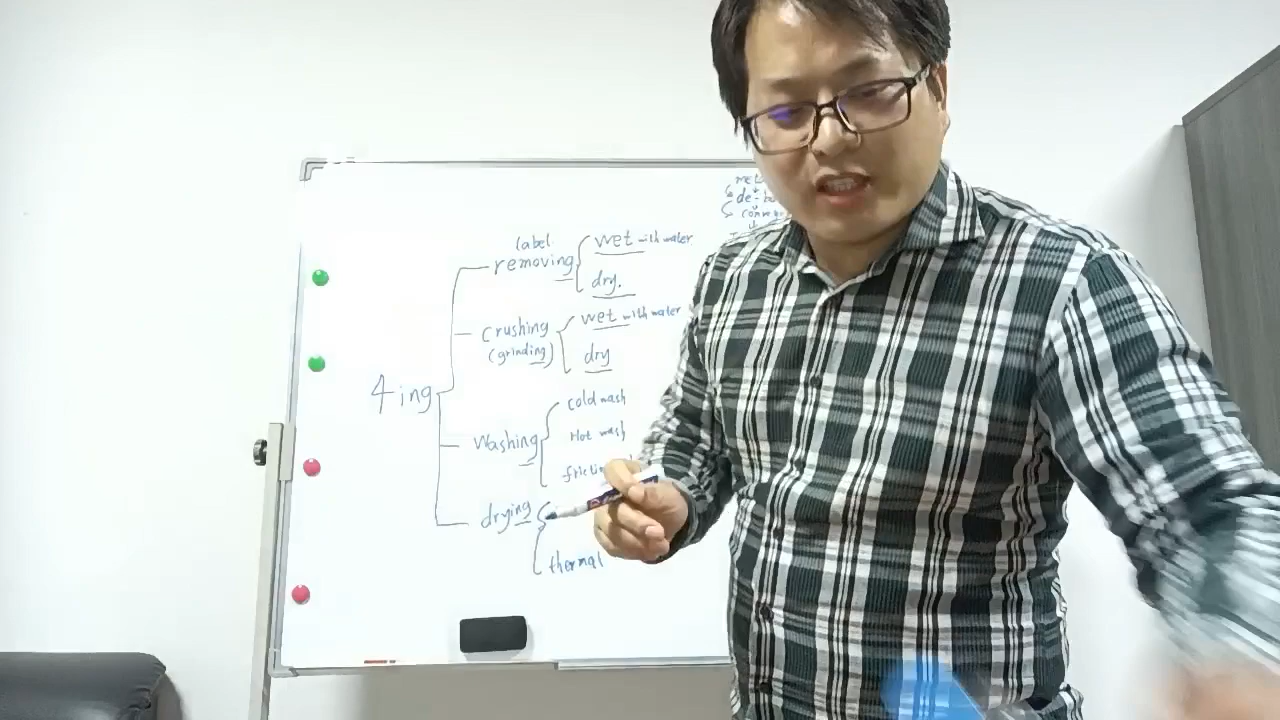 label
removing
wet with water
dry.
crushing
(grinding)
wet with water
dry
4 ing
washing
cold wash
Hot wash
drying
thermal